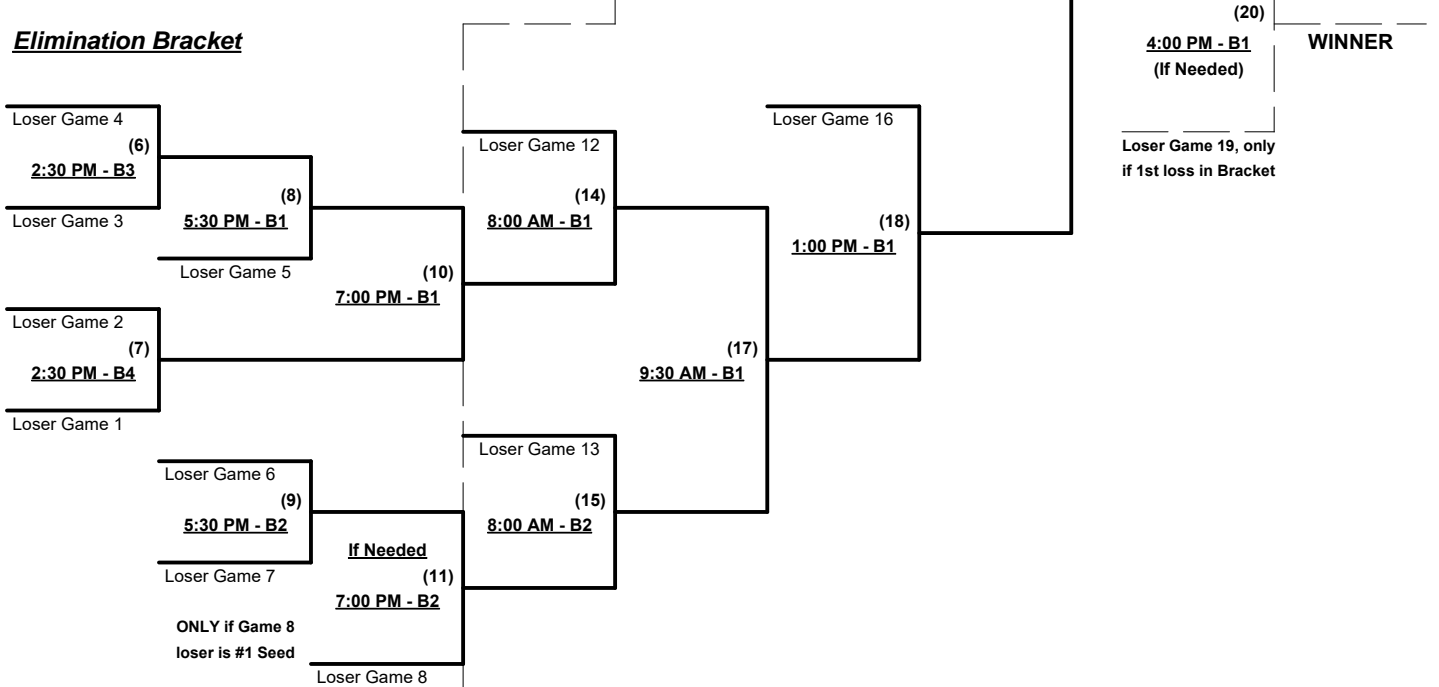 (20)
Elimination Bracket
4:00 PM - B1
WINNER
(If Needed)
Loser Game 4
Loser Game 16
(6)
Loser Game 12
Loser Game 19, only
if 1st loss in Bracket
2:30 PM - B3
(8)
(14)
Loser Game 3
5:30 PM - B1
8:00 AM - B1
(18)
1:00 PM - B1
Loser Game 5
(10)
7:00 PM - B1
Loser Game 2
(7)
(17)
2:30 PM - B4
9:30 AM - B1
Loser Game 1
Loser Game 13
Loser Game 6
(9)
(15)
5:30 PM - B2
8:00 AM - B2
If Needed
Loser Game 7
(11)
7:00 PM - B2
ONLY if Game 8
loser is #1 Seed
Loser Game 8